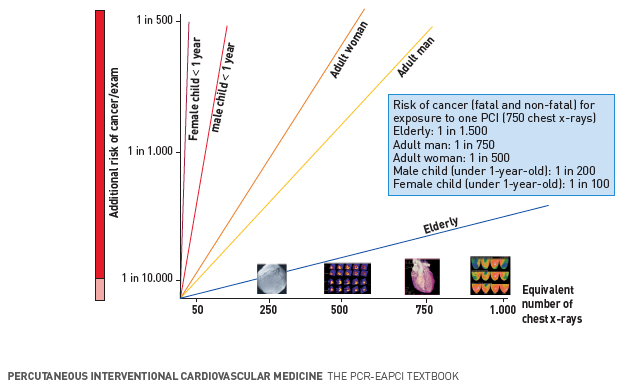 1 in 500
1 in 1.000
1 in 10.000
Additional risk of cancer/exam
Female child < 1 year
male child < 1 year
Adult woman
Adult man
Elderly
Risk of cancer (fatal and non-fatal) for
exposure to one PCI (750 chest x-rays)
Elderly: 1 in 1.500
Adult man: 1 in 750
Adult woman: 1 in 500
Male child (under 1-year-old): 1 in 200
Female child (under 1-year-old): 1 in 100
50 250 500 750 1.000
Equivalent
number of
chest x-rays
PERCUTANEOUS INTERVENTIONAL CARDIOVASCULAR MEDICINE THE PCR-EAPCI TEXTBOOK